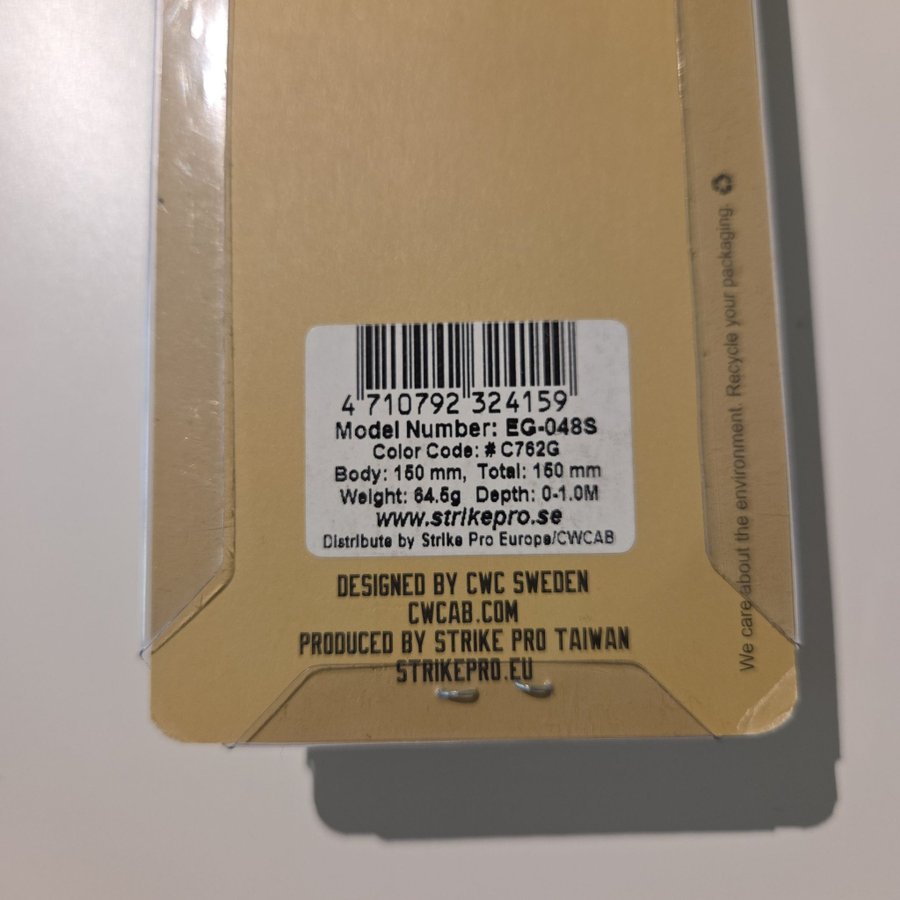 4 710792 324159
Model Number: EG-048S
Color Code: # C762G
Body: 150 mm, Total: 150 mm
Weight: 64.5g Depth: 0-1.0M
www.strikepro.se
Distribute by Strike Pro Europe/CWCAB
DESIGNED BY CWC SWEDEN
CWCAB.COM
PRODUCED BY STRIKE PRO TAIWAN
STRIKEPRO.EU
We care about the environment. Recycle your packaging.